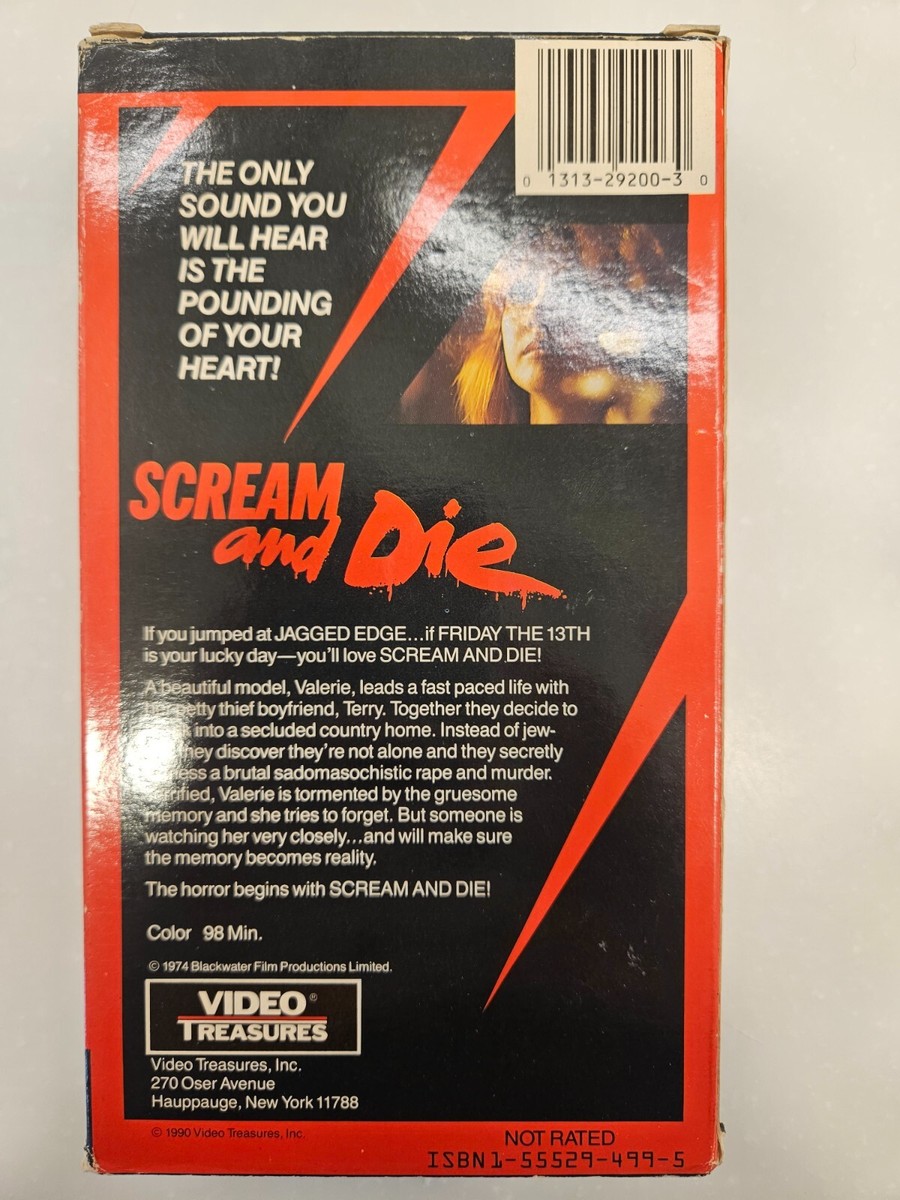 0 1313-29200-3 0
THE ONLY
SOUND YOU
WILL HEAR
IS THE
POUNDING
OF YOUR
HEART!
SCREAM
and Die
If you jumped at JAGGED EDGE...if FRIDAY THE 13TH
is your lucky day—you'll love SCREAM AND DIE!
A beautiful model, Valerie, leads a fast paced life with
her petty thief boyfriend, Terry. Together they decide to
into a secluded country home. Instead of jew-
they discover they're not alone and they secretly
a brutal sadomasochistic rape and murder.
Terrified, Valerie is tormented by the gruesome
memory and she tries to forget. But someone is
watching her very closely...and will make sure
the memory becomes reality.
The horror begins with SCREAM AND DIE!
Color 98 Min.
© 1974 Blackwater Film Productions Limited.
VIDEO®
TREASURES
Video Treasures, Inc.
270 Oser Avenue
Hauppauge, New York 11788
© 1990 Video Treasures, Inc.
NOT RATED
ISBN 1-55529-499-5